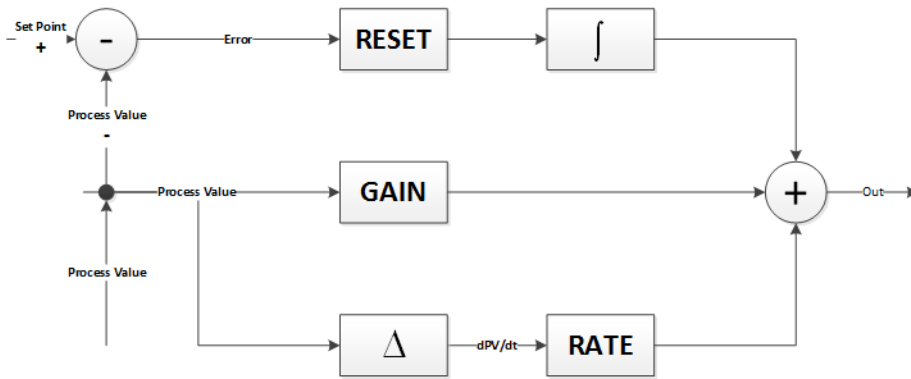 Set Point
+
-
Error
RESET
∫
Process Value
-
Process Value
GAIN
+
Out
Process Value
Δ
dPV/dt
RATE